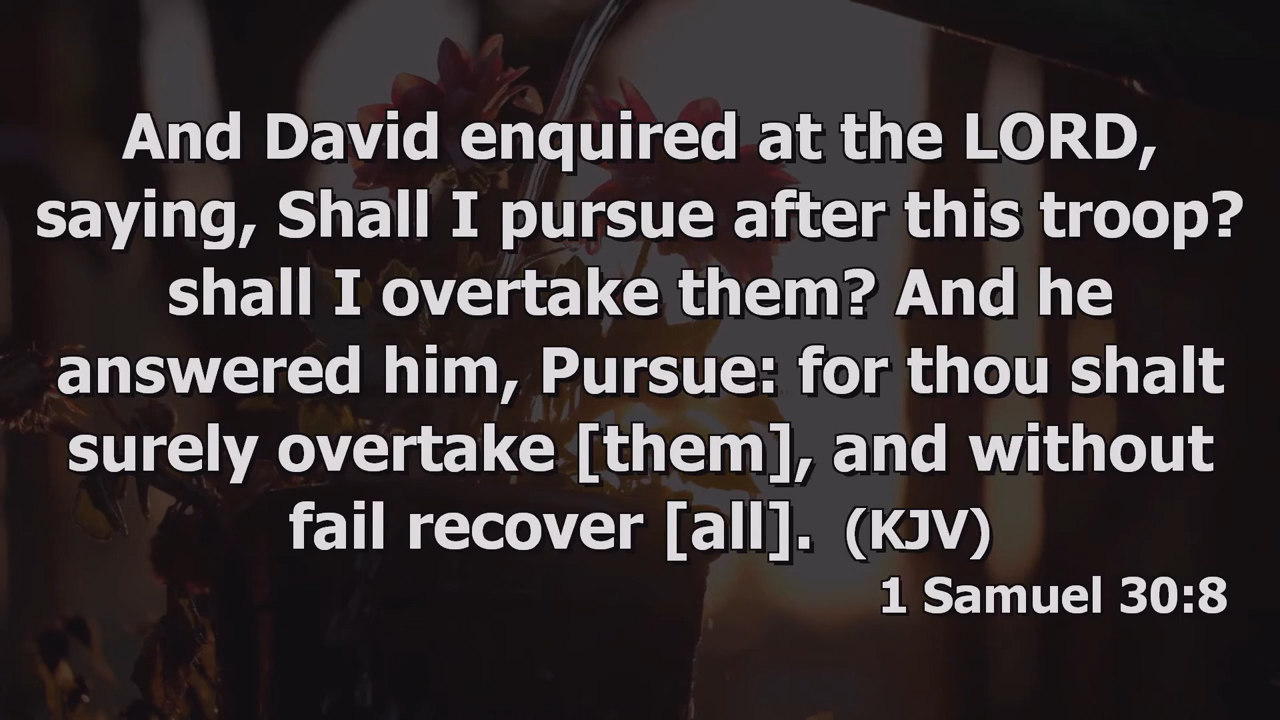 And David enquired at the LORD,
saying, Shall I pursue after this troop?
shall I overtake them? And he
answered him, Pursue: for thou shalt
surely overtake [them], and without
fail recover [all]. (KJV)
1 Samuel 30:8